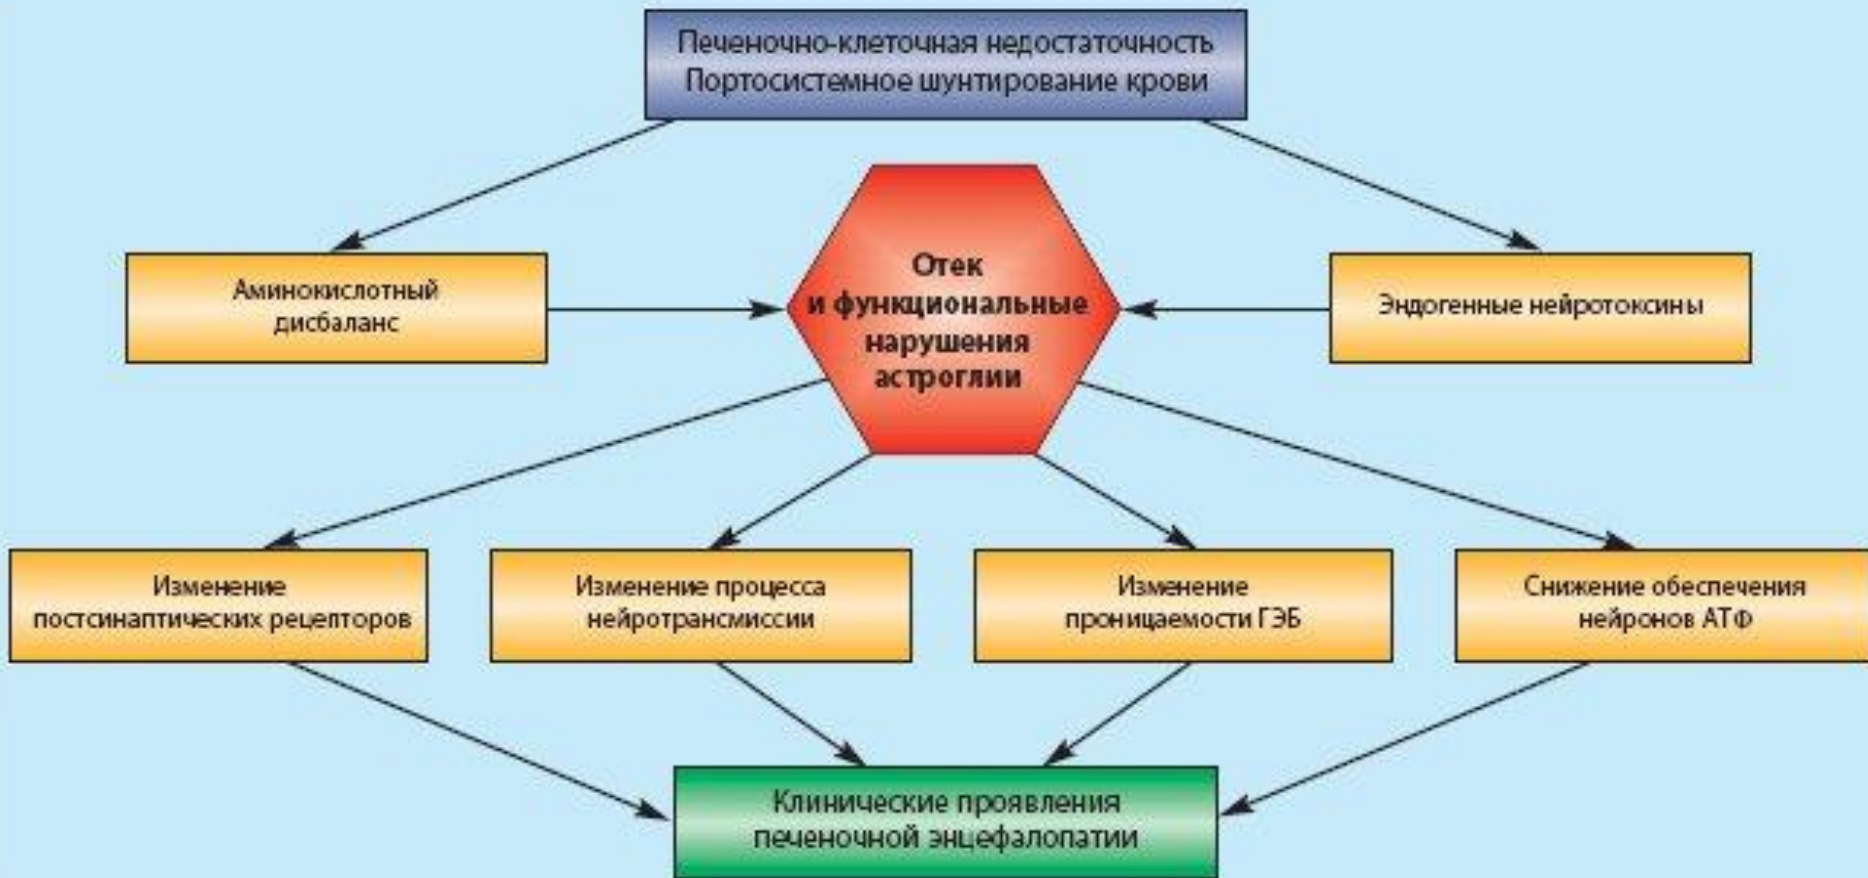 Печеночно-клеточная недостаточность
Портосистемное шунтирование крови
Аминокислотный
дисбаланс
Отек
и функциональные
нарушения
астроглии
Эндогенные нейротоксины
Изменение
постсинаптических рецепторов
Изменение процесса
нейротрансмиссии
Изменение
проницаемости ГЭБ
Снижение обеспечения
нейронов АТФ
Клинические проявления
печеночной энцефалопатии